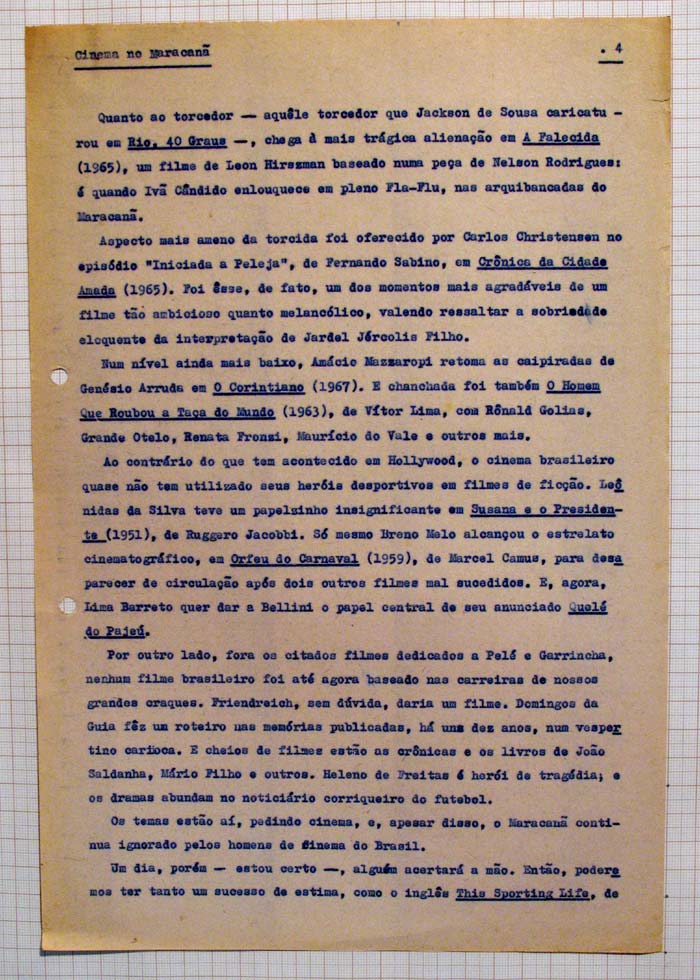 Cinema no Maracanã
. 4
Quanto ao torcedor — aquêle torcedor que Jackson de Sousa caricatu -
rou em Rio, 40 Graus —, chega à mais trágica alienação em A Falecida
(1965), um filme de Leon Hirszman baseado numa peça de Nelson Rodrigues:
é quando Ivã Cândido enlouquece em pleno Fla-Flu, nas arquibancadas do
Maracanã.
Aspecto mais ameno da torcida foi oferecido por Carlos Christensen no
episódio "Iniciada a Peleja", de Fernando Sabino, em Crônica da Cidade
Amada (1965). Foi êsse, de fato, um dos momentos mais agradáveis de um
filme tão ambicioso quanto melancólico, valendo ressaltar a sobriedade
eloquente da interpretação de Jardel Jércolis Filho.
Num nível ainda mais baixo, Amácio Mazzaropi retoma as caipiradas de
Genésio Arruda em O Corintiano (1967). E chanchada foi também O Homem
Que Roubou a Taça do Mundo (1963), de Vítor Lima, com Rônald Golias,
Grande Otelo, Renata Fronzi, Maurício do Vale e outros mais.
Ao contrário do que tem acontecido em Hollywood, o cinema brasileiro
quase não tem utilizado seus heróis desportivos em filmes de ficção. Leô
nidas da Silva teve um papelzinho insignificante em Susana e o Presiden-
te (1951), de Ruggero Jacobbi. Só mesmo Breno Melo alcançou o estrelato
cinematográfico, em Orfeu do Carnaval (1959), de Marcel Camus, para desa
parecer de circulação após dois outros filmes mal sucedidos. E, agora,
Lima Barreto quer dar a Bellini o papel central de seu anunciado Quelé
do Pajeú.
Por outro lado, fora os citados filmes dedicados a Pelé e Garrincha,
nenhum filme brasileiro foi até agora baseado nas carreiras de nossos
grandes craques. Friendreich, sem dúvida, daria um filme. Domingos da
Guia fêz um roteiro nas memórias publicadas, há uns dez anos, num vesper
tino carioca. E cheios de filmes estão as crônicas e os livros de João
Saldanha, Mário Filho e outros. Heleno de Freitas é herói de tragédia; e
os dramas abundam no noticiário corriqueiro do futebol.
Os temas estão aí, pedindo cinema, e, apesar disso, o Maracanã conti-
nua ignorado pelos homens de cinema do Brasil.
Um dia, porém — estou certo —, alguém acertará a mão. Então, podere
mos ter tanto um sucesso de estima, como o inglês This Sporting Life, de